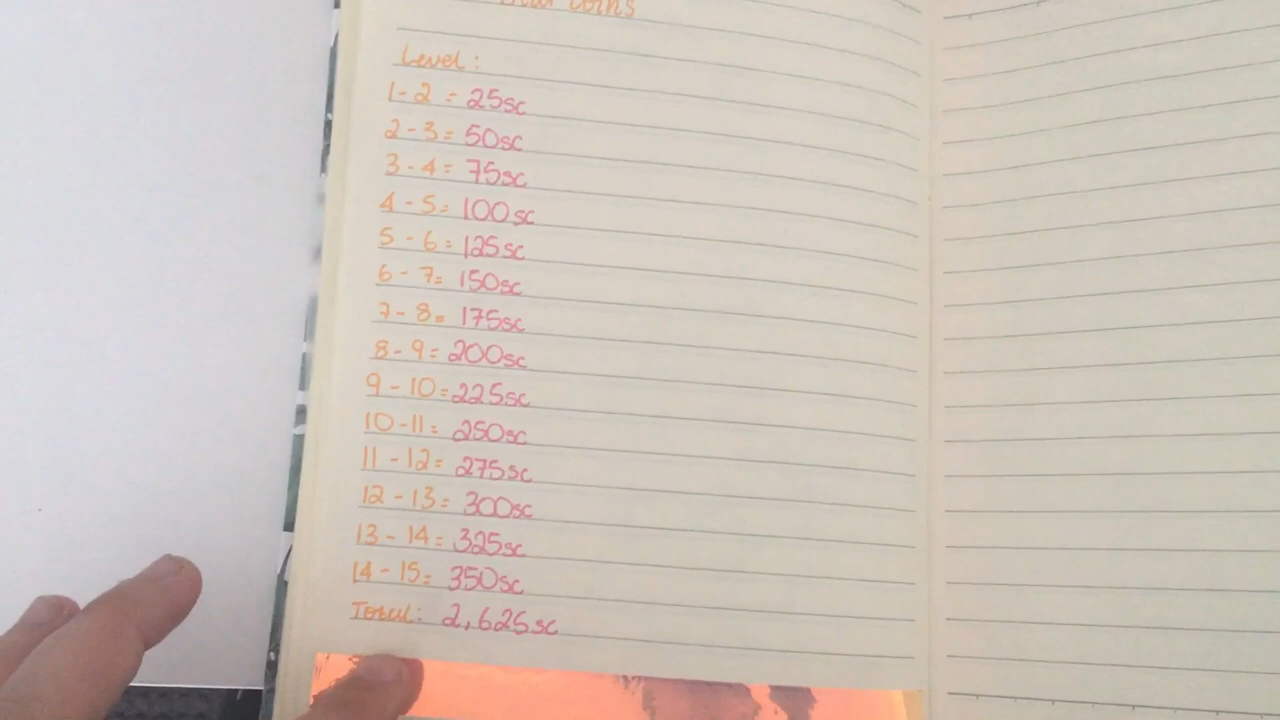 coins
Level:
1-2 = 25sc
2-3= 50sc
3-4= 75sc
4-5= 100sc
5-6= 125sc
6-7= 150sc
7-8= 175sc
8-9= 200sc
9-10= 225sc
10-11= 250sc
11-12= 275sc
12-13= 300sc
13-14= 325sc
14-15= 350sc
Total: 2,625sc